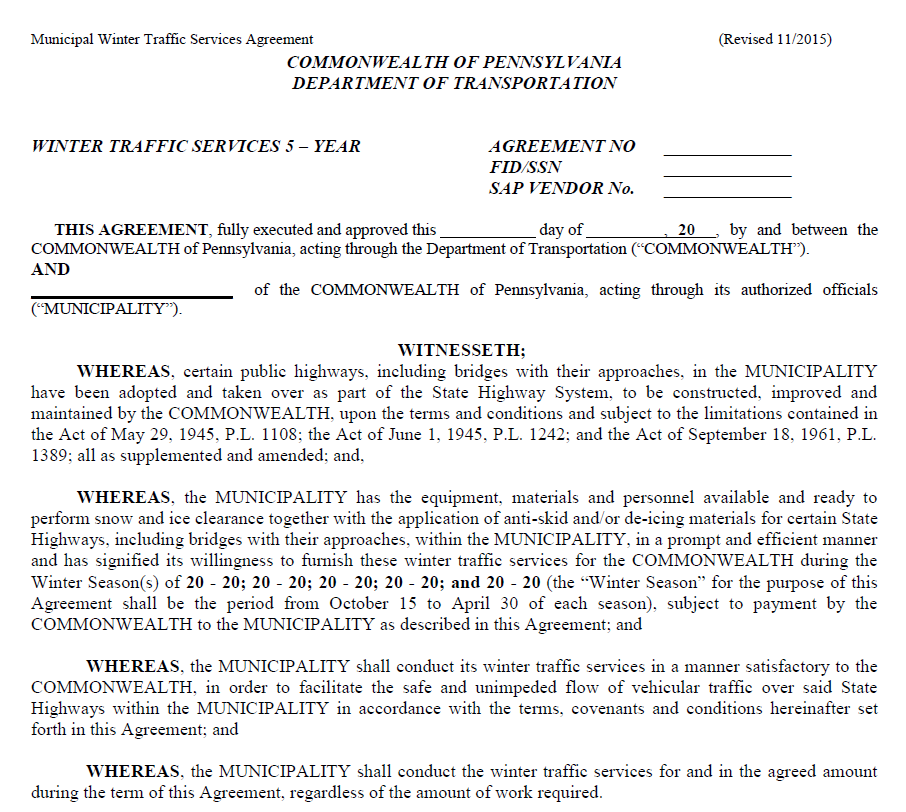 Municipal Winter Traffic Services Agreement (Revised 11/2015)
COMMONWEALTH OF PENNSYLVANIA
DEPARTMENT OF TRANSPORTATION
WINTER TRAFFIC SERVICES 5 – YEAR AGREEMENT NO ____________
FID/SSN ____________
SAP VENDOR No. ____________
THIS AGREEMENT, fully executed and approved this ____________ day of __________, 20__, by and between the
COMMONWEALTH of Pennsylvania, acting through the Department of Transportation (“COMMONWEALTH”).
AND
____________________ of the COMMONWEALTH of Pennsylvania, acting through its authorized officials
(“MUNICIPALITY”).
WITNESSETH;
WHEREAS, certain public highways, including bridges with their approaches, in the MUNICIPALITY
have been adopted and taken over as part of the State Highway System, to be constructed, improved and
maintained by the COMMONWEALTH, upon the terms and conditions and subject to the limitations contained in
the Act of May 29, 1945, P.L. 1108; the Act of June 1, 1945, P.L. 1242; and the Act of September 18, 1961, P.L.
1389; all as supplemented and amended; and,
WHEREAS, the MUNICIPALITY has the equipment, materials and personnel available and ready to
perform snow and ice clearance together with the application of anti-skid and/or de-icing materials for certain State
Highways, including bridges with their approaches, within the MUNICIPALITY, in a prompt and efficient manner
and has signified its willingness to furnish these winter traffic services for the COMMONWEALTH during the
Winter Season(s) of 20 - 20; 20 - 20; 20 - 20; 20 - 20; and 20 - 20 (the “Winter Season” for the purpose of this
Agreement shall be the period from October 15 to April 30 of each season), subject to payment by the
COMMONWEALTH to the MUNICIPALITY as described in this Agreement; and
WHEREAS, the MUNICIPALITY shall conduct its winter traffic services in a manner satisfactory to the
COMMONWEALTH, in order to facilitate the safe and unimpeded flow of vehicular traffic over said State
Highways within the MUNICIPALITY in accordance with the terms, covenants and conditions hereinafter set
forth in this Agreement; and
WHEREAS, the MUNICIPALITY shall conduct the winter traffic services for and in the agreed amount
during the term of this Agreement, regardless of the amount of work required.